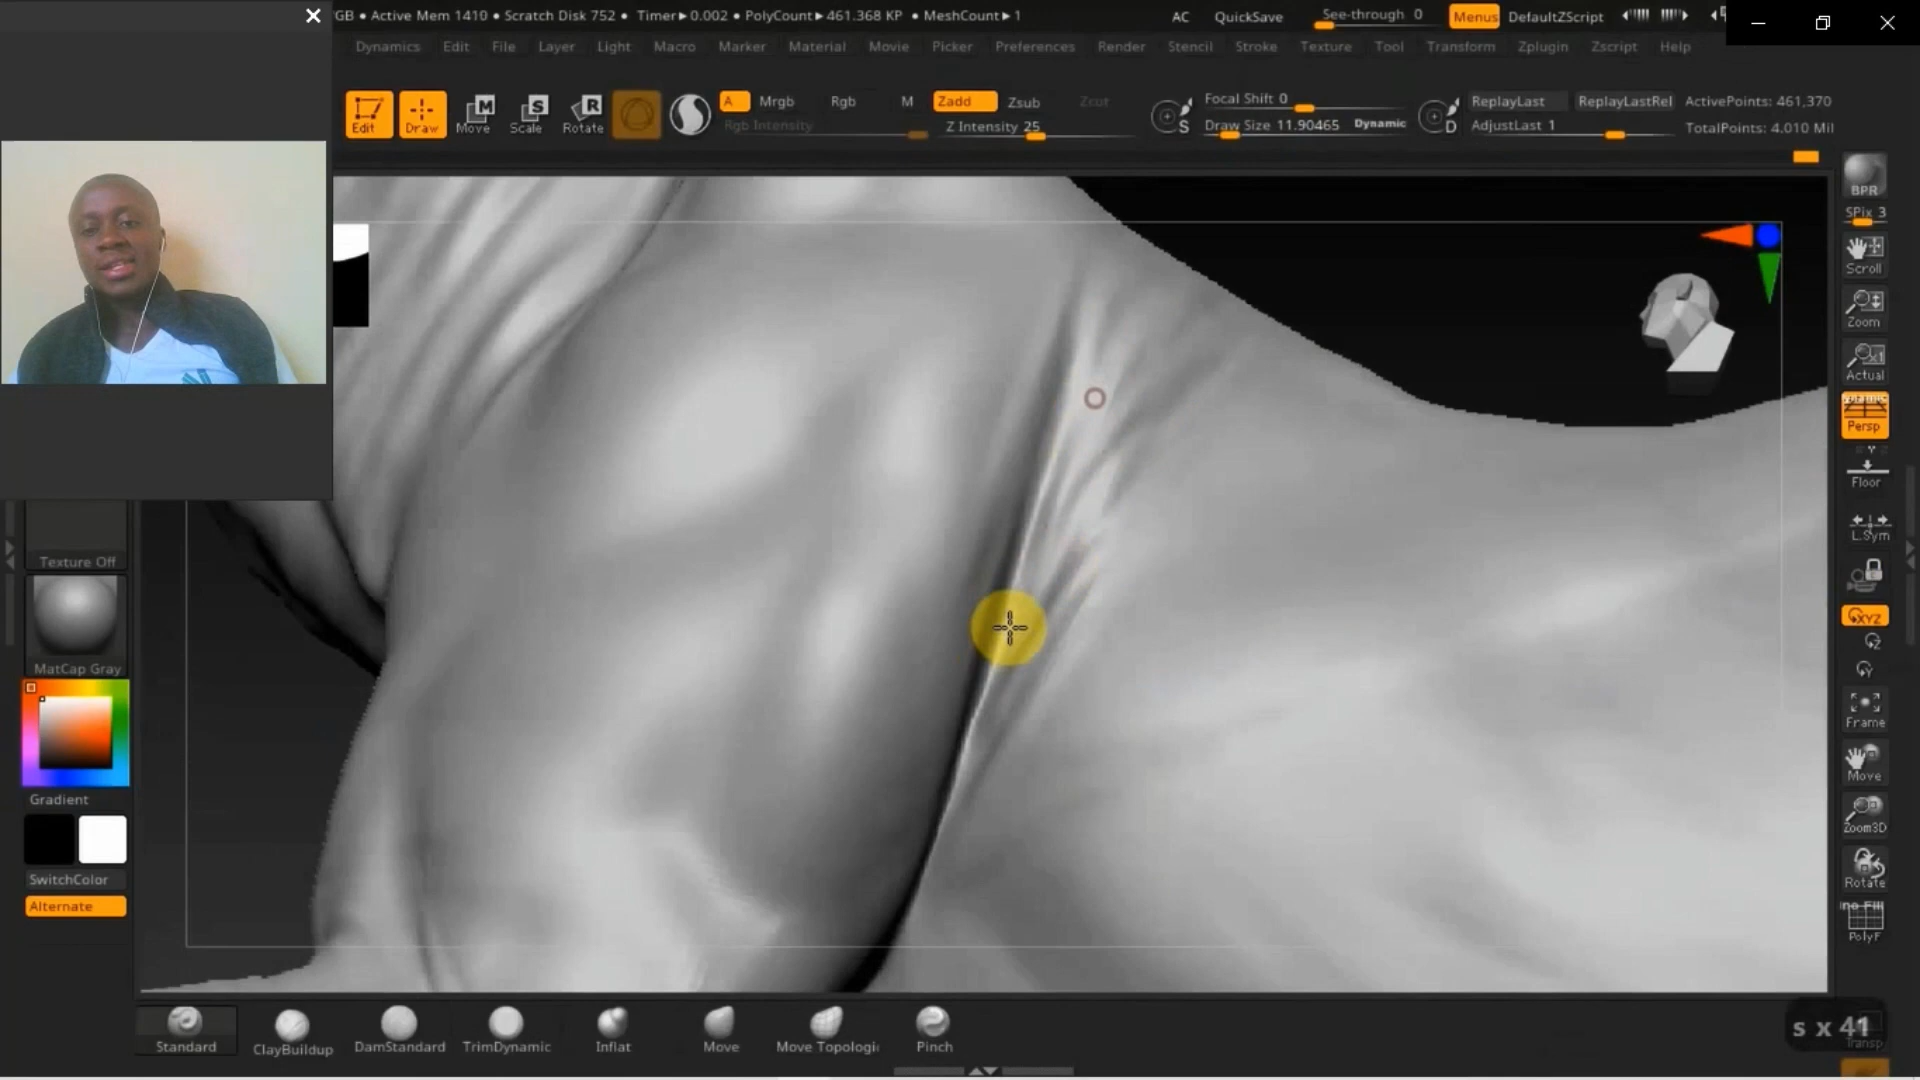 GB • Active Mem 1410 • Scratch Disk 752 • Timer▶0.002 • PolyCount▶461.368 KP • MeshCount▶1
AC QuickSave See-through 0 Menus DefaultZScript
Dynamics Edit File Layer Light Macro Marker Material Movie Picker Preferences Render Stencil Stroke Texture Tool Transform Zplugin Zscript Help
A Mrgb Rgb M Zadd Zsub Zcut
Focal Shift 0
ReplayLast ReplayLastRel ActivePoints: 461,370
Edit Draw Move Scale Rotate
M S R
Rgb Intensity Z Intensity 25
S Draw Size 11.90465 Dynamic D
AdjustLast 1 TotalPoints: 4.010 Mil
BPR
SPix 3
Scroll
Zoom
Actual
Dynamic
Persp
Floor
L.Sym
XYZ
Frame
Move
Zoom3D
Rotate
PolyF
Texture Off
MatCap Gray
Gradient
SwitchColor
Alternate
Standard ClayBuildup DamStandard TrimDynamic Inflat Move Move Topologi Pinch
s x 41
Transp